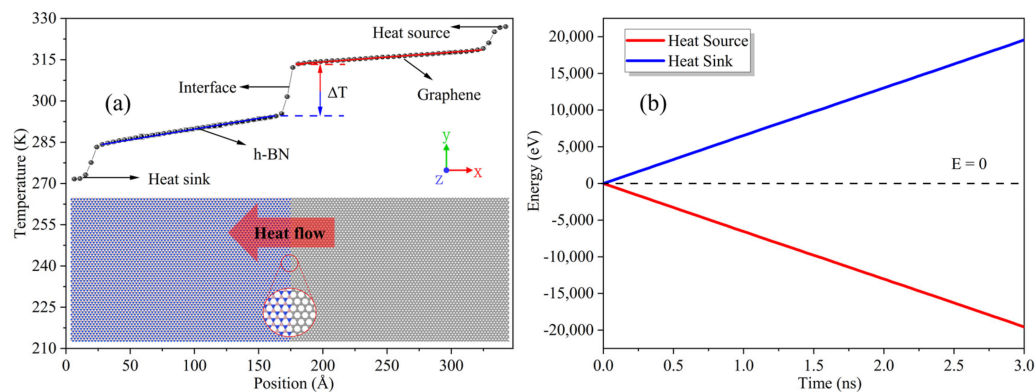 330
315
300
285
270
255
240
225
210
Temperature (K)
0
50
100
150
200
250
300
Position (Å)
(a)
Heat source
Interface
ΔT
Graphene
h-BN
Heat sink
y
z
x
Heat flow
20,000
15,000
10,000
5,000
0
-5,000
-10,000
-15,000
-20,000
Energy (eV)
0.0
0.5
1.0
1.5
2.0
2.5
3.0
Time (ns)
Heat Source
Heat Sink
(b)
E = 0